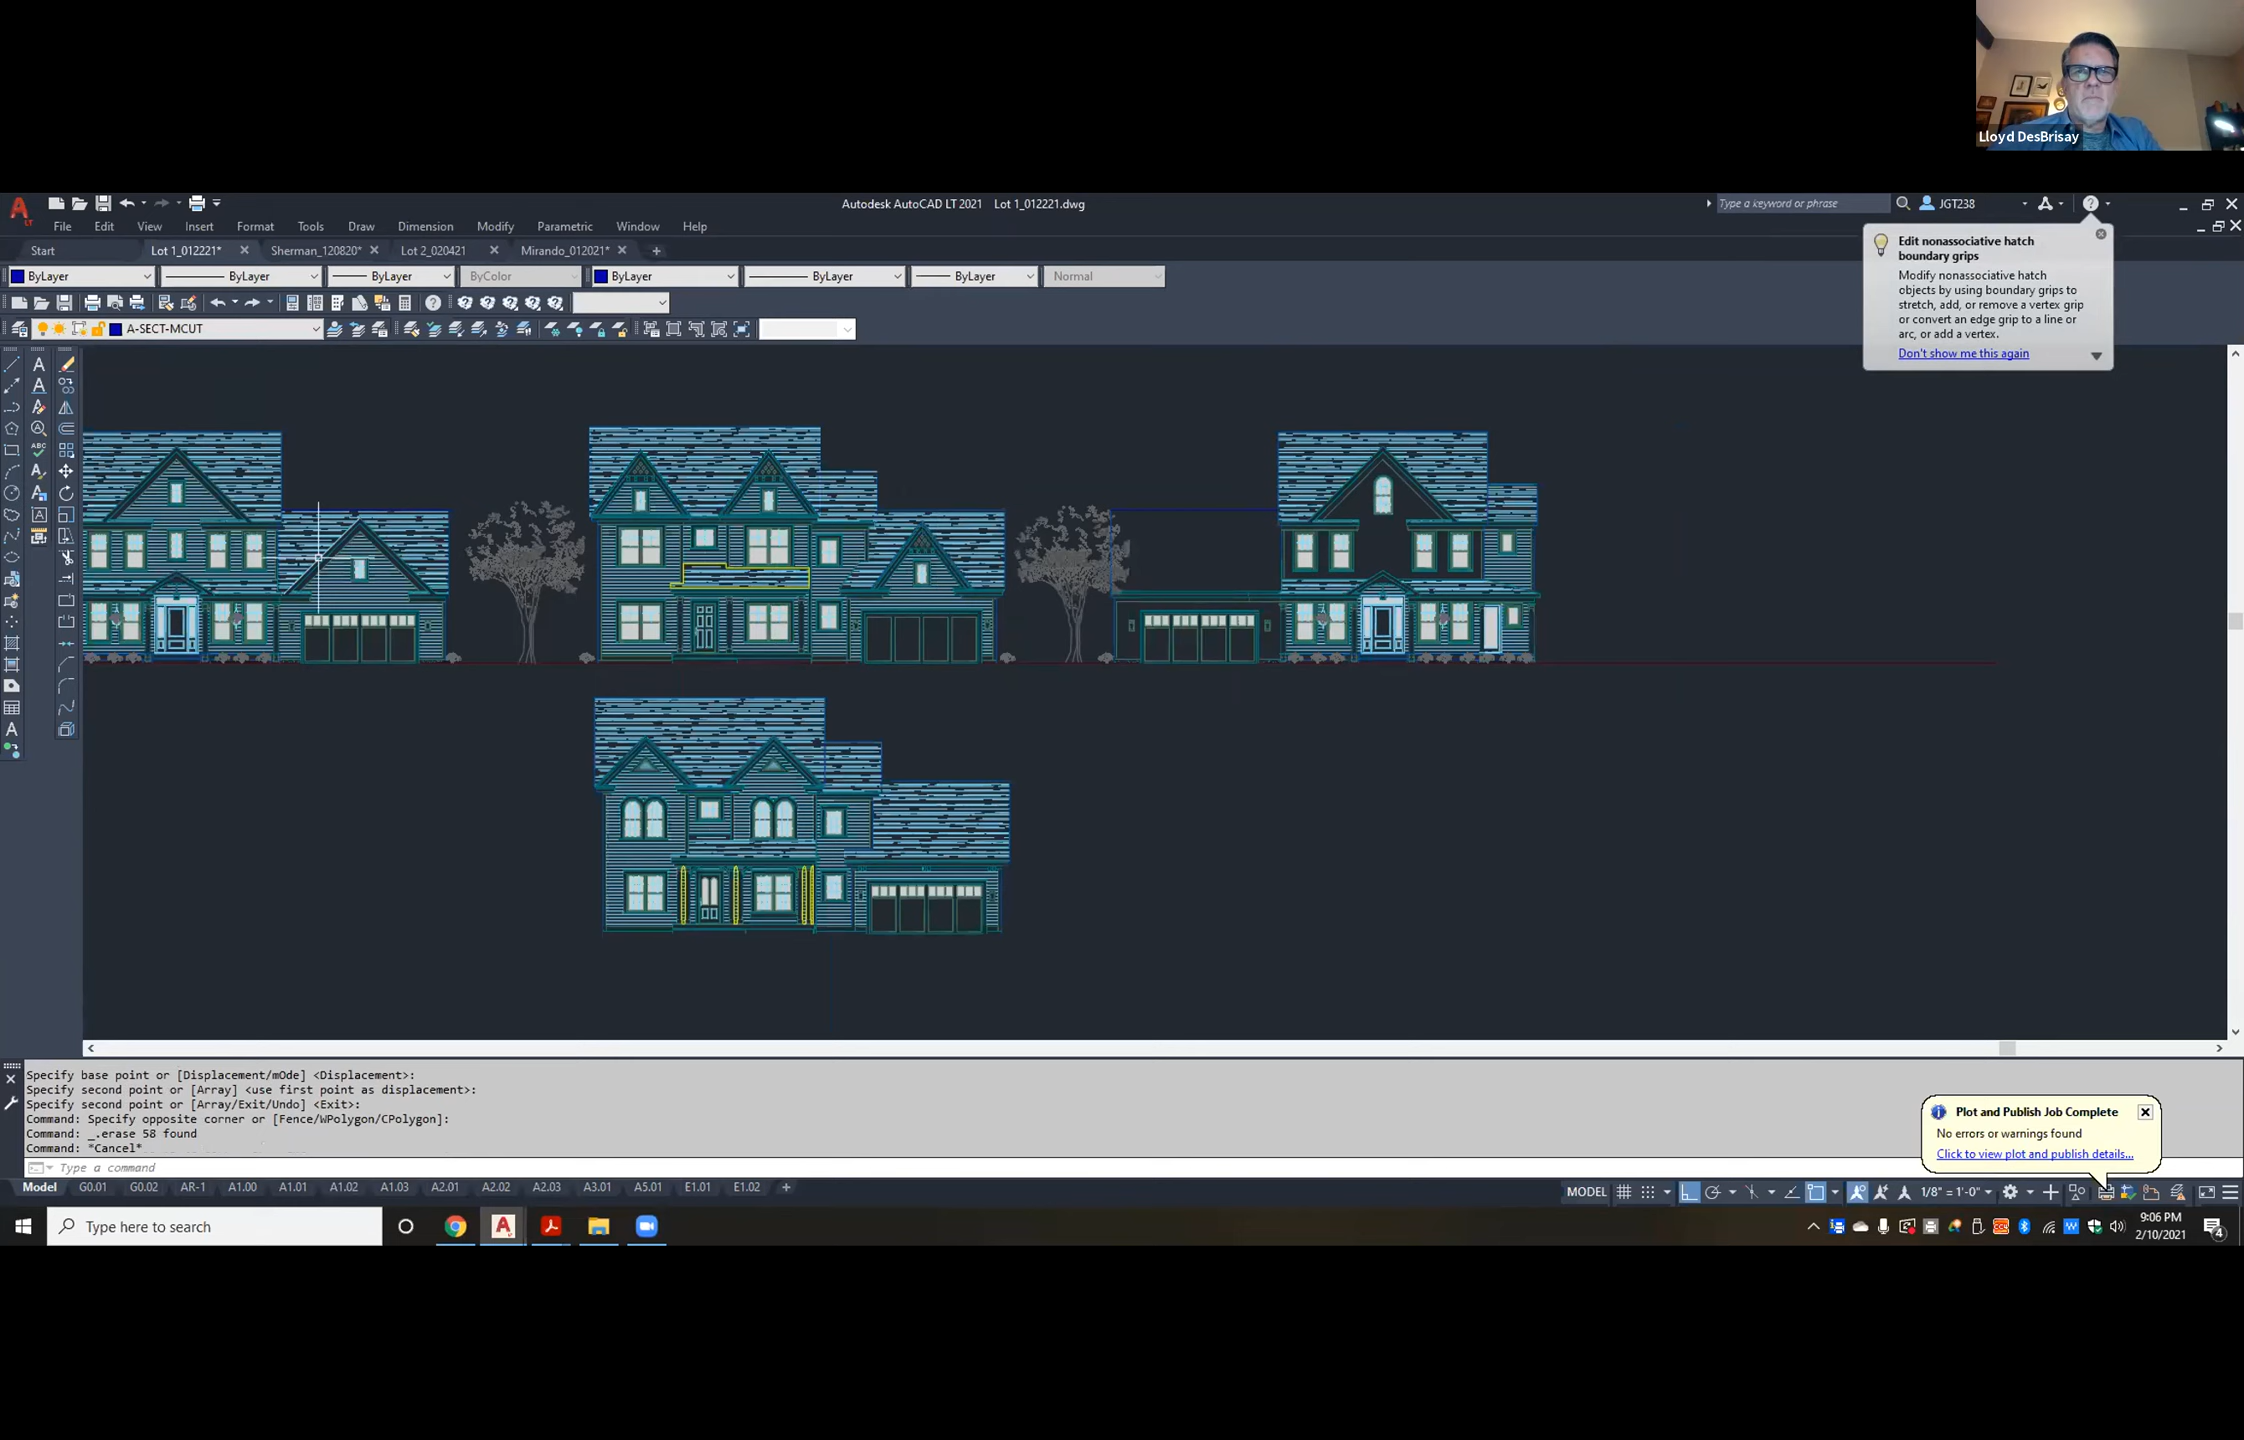 Lloyd DesBrisay
Autodesk AutoCAD LT 2021 Lot 1_012221.dwg
Type a keyword or phrase
JGT238
File Edit View Insert Format Tools Draw Dimension Modify Parametric Window Help
Start Lot 1_012221* Sherman_120820* Lot 2_020421 Mirando_012021*
ByLayer ByLayer ByLayer ByColor ByLayer ByLayer ByLayer Normal
A-SECT-MCUT
Edit nonassociative hatch
boundary grips
Modify nonassociative hatch
objects by using boundary grips to
stretch, add, or remove a vertex grip
or convert an edge grip to a line or
arc, or add a vertex.
Don't show me this again
Specify base point or [Displacement/mOde] <Displacement>:
Specify second point or [Array] <use first point as displacement>:
Specify second point or [Array/Exit/Undo] <Exit>:
Command: Specify opposite corner or [Fence/WPolygon/CPolygon]:
Command: _.erase 58 found
Command: *Cancel*
Type a command
Plot and Publish Job Complete
No errors or warnings found
Click to view plot and publish details...
Model G0.01 G0.02 AR-1 A1.00 A1.01 A1.02 A1.03 A2.01 A2.02 A2.03 A3.01 A5.01 E1.01 E1.02
MODEL 1/8" = 1'-0"
Type here to search
9:06 PM
2/10/2021
4